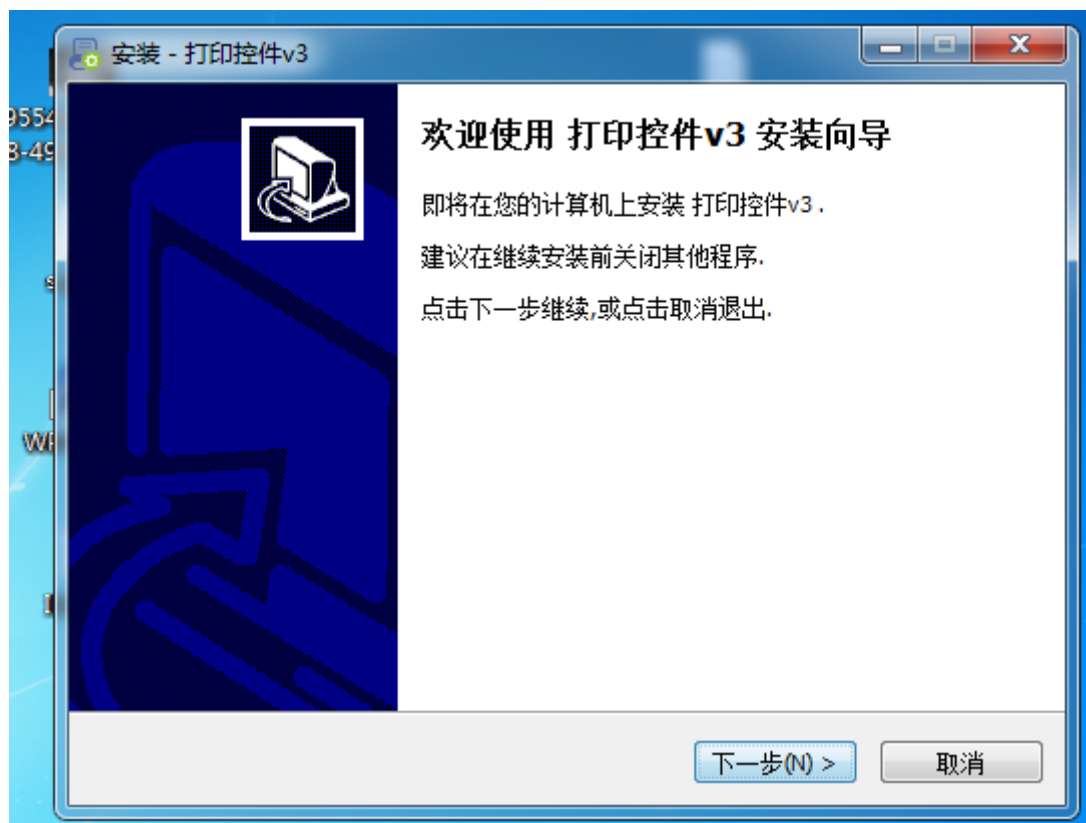 安装 - 打印控件v3
9554
8-49
欢迎使用 打印控件v3 安装向导
即将在您的计算机上安装 打印控件v3 .
建议在继续安装前关闭其他程序.
点击下一步继续,或点击取消退出.
下一步(N) >
取消